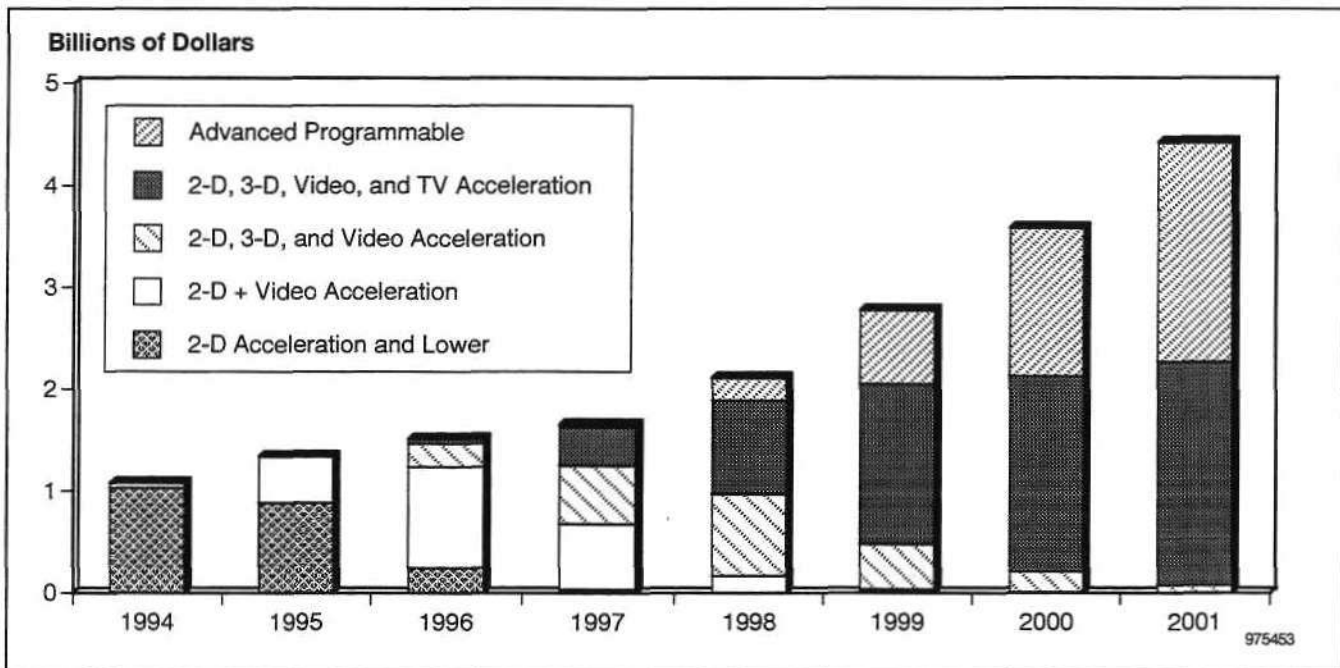 Billions of Dollars
5
4
3
2
1
0
Advanced Programmable
2-D, 3-D, Video, and TV Acceleration
2-D, 3-D, and Video Acceleration
2-D + Video Acceleration
2-D Acceleration and Lower
1994 1995 1996 1997 1998 1999 2000 2001
975453